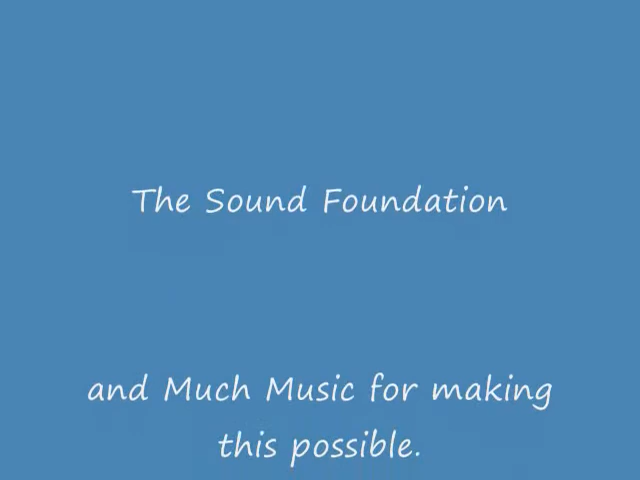 The Sound Foundation
and Much Music for making
this possible.